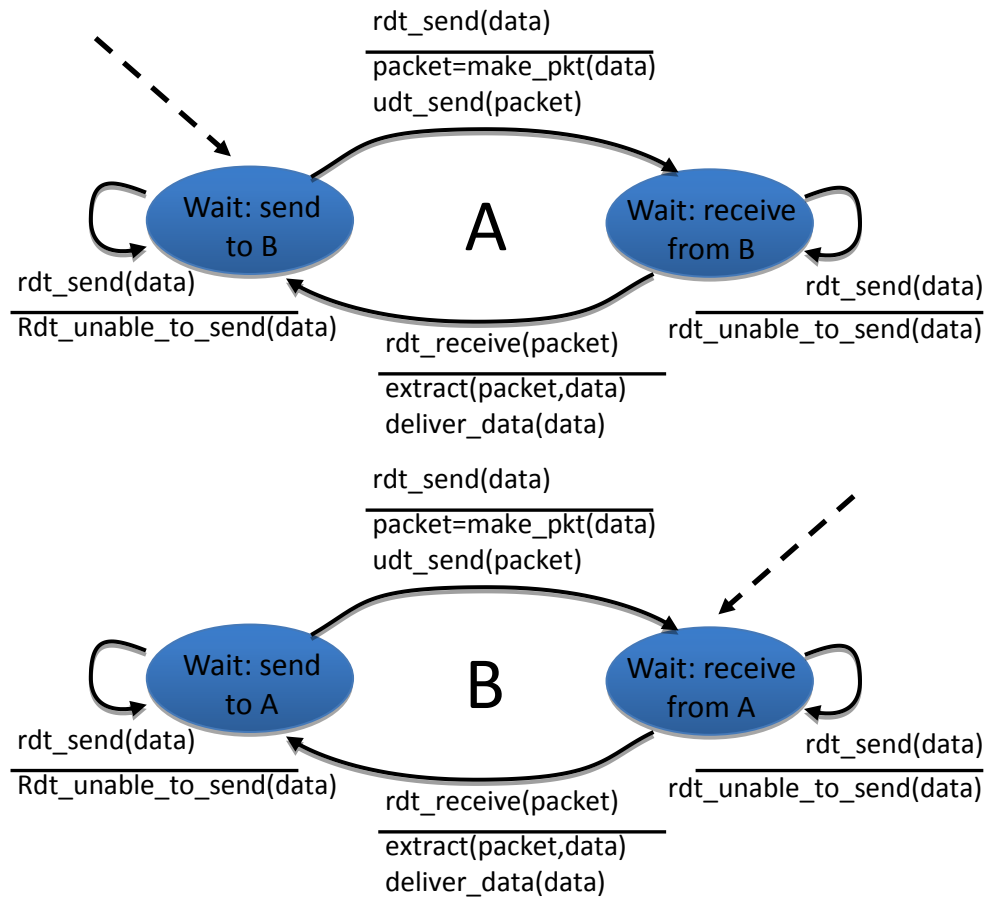 rdt_send(data)
packet=make_pkt(data)
udt_send(packet)
Wait: send
to B
A
Wait: receive
from B
rdt_send(data)
Rdt_unable_to_send(data)
rdt_send(data)
rdt_unable_to_send(data)
rdt_receive(packet)
extract(packet,data)
deliver_data(data)
rdt_send(data)
packet=make_pkt(data)
udt_send(packet)
Wait: send
to A
B
Wait: receive
from A
rdt_send(data)
Rdt_unable_to_send(data)
rdt_send(data)
rdt_unable_to_send(data)
rdt_receive(packet)
extract(packet,data)
deliver_data(data)